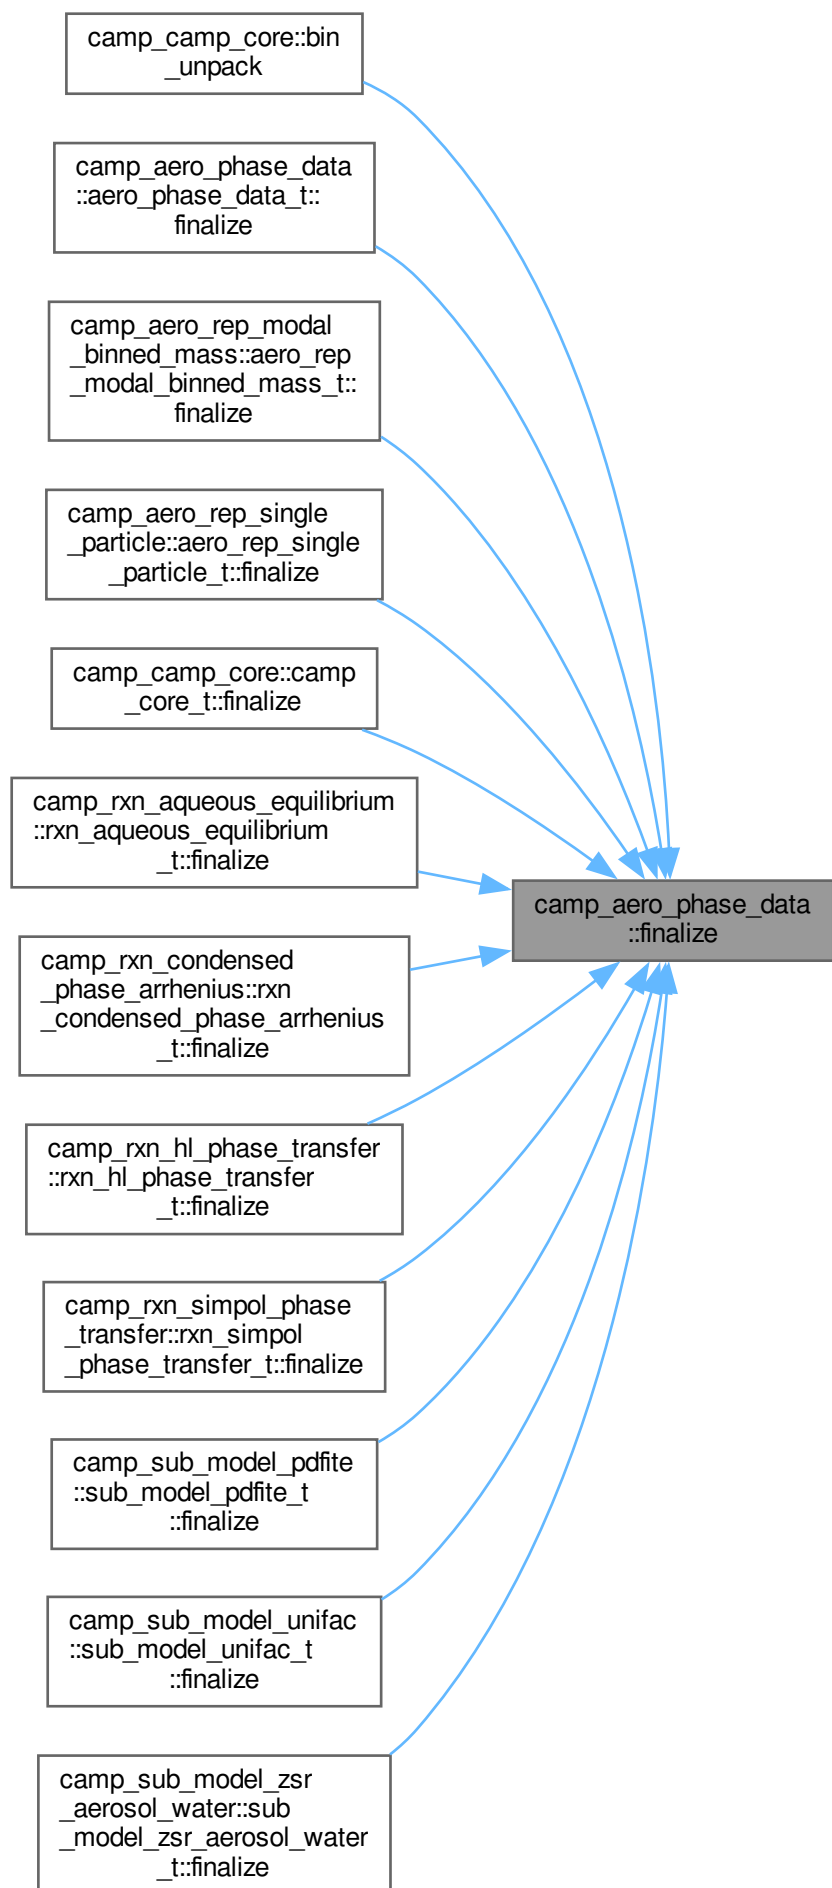 camp_camp_core::bin
_unpack
camp_aero_phase_data
::aero_phase_data_t::
finalize
camp_aero_rep_modal
_binned_mass::aero_rep
_modal_binned_mass_t::
finalize
camp_aero_rep_single
_particle::aero_rep_single
_particle_t::finalize
camp_camp_core::camp
_core_t::finalize
camp_rxn_aqueous_equilibrium
::rxn_aqueous_equilibrium
_t::finalize
camp_aero_phase_data
::finalize
camp_rxn_condensed
_phase_arrhenius::rxn
_condensed_phase_arrhenius
_t::finalize
camp_rxn_hl_phase_transfer
::rxn_hl_phase_transfer
_t::finalize
camp_rxn_simpol_phase
_transfer::rxn_simpol
_phase_transfer_t::finalize
camp_sub_model_pdfite
::sub_model_pdfite_t
::finalize
camp_sub_model_unifac
::sub_model_unifac_t
::finalize
camp_sub_model_zsr
_aerosol_water::sub
_model_zsr_aerosol_water
_t::finalize